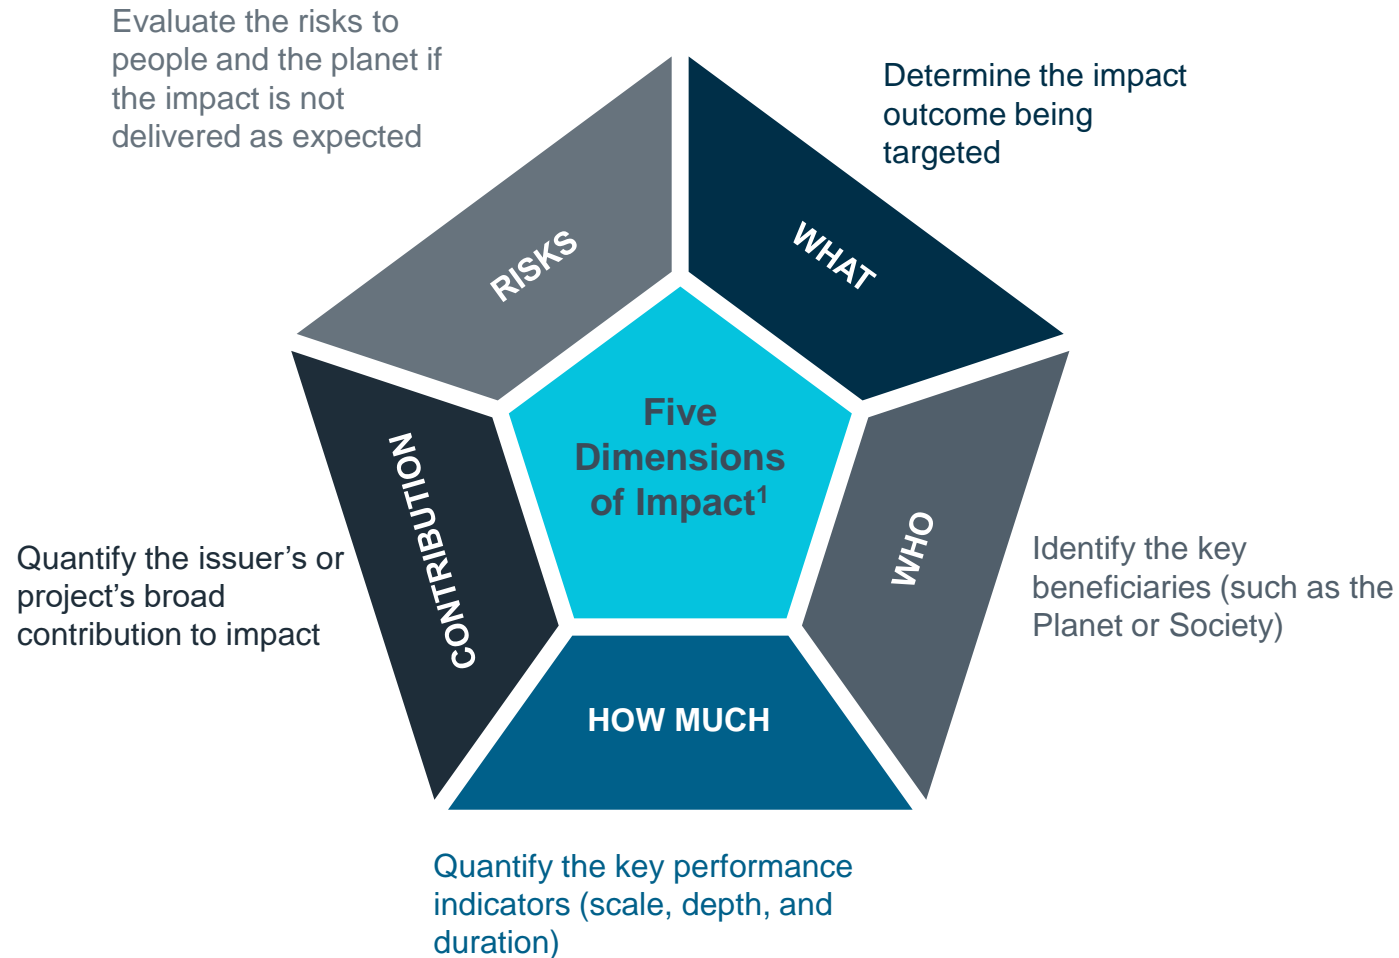 Evaluate the risks to
people and the planet if
the impact is not
delivered as expected
Determine the impact
outcome being
targeted
RISKS
WHAT
Five
Dimensions
of Impact¹
CONTRIBUTION
WHO
Quantify the issuer’s or
project’s broad
contribution to impact
Identify the key
beneficiaries (such as the
Planet or Society)
HOW MUCH
Quantify the key performance
indicators (scale, depth, and
duration)